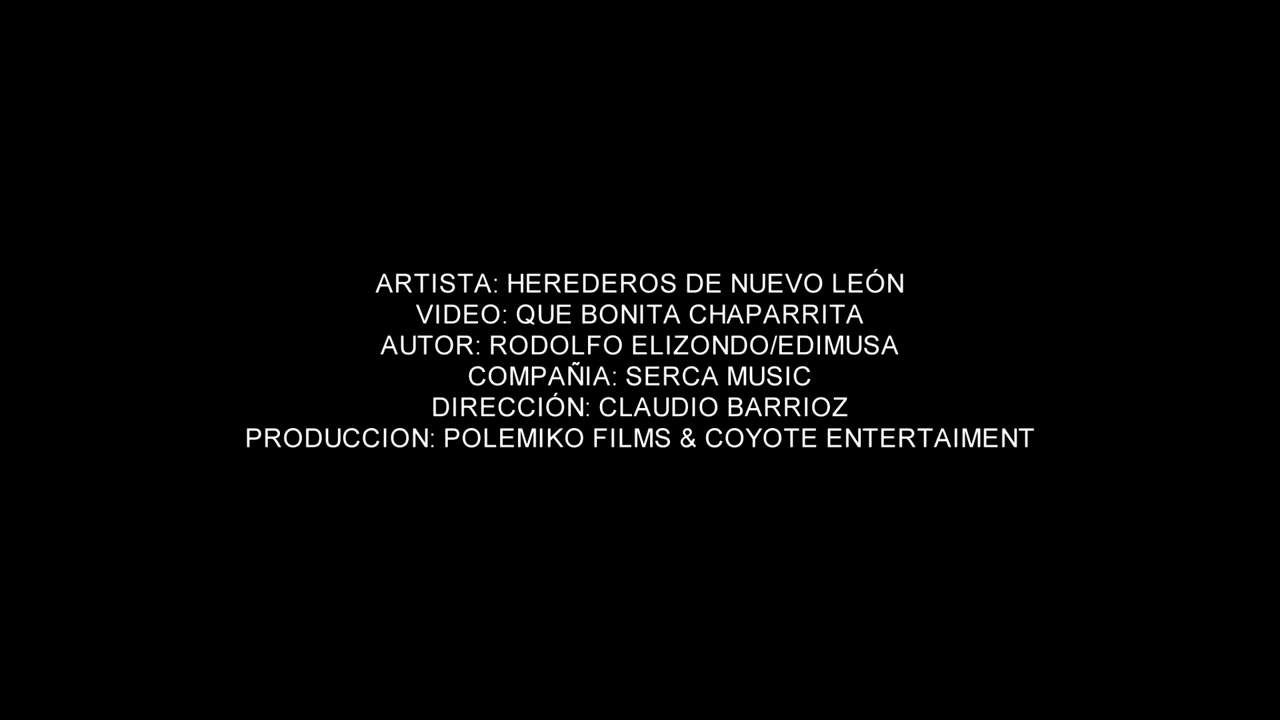 ARTISTA: HEREDEROS DE NUEVO LEÓN
VIDEO: QUE BONITA CHAPARRITA
AUTOR: RODOLFO ELIZONDO/EDIMUSA
COMPAÑIA: SERCA MUSIC
DIRECCIÓN: CLAUDIO BARRIOZ
PRODUCCION: POLEMIKO FILMS & COYOTE ENTERTAIMENT